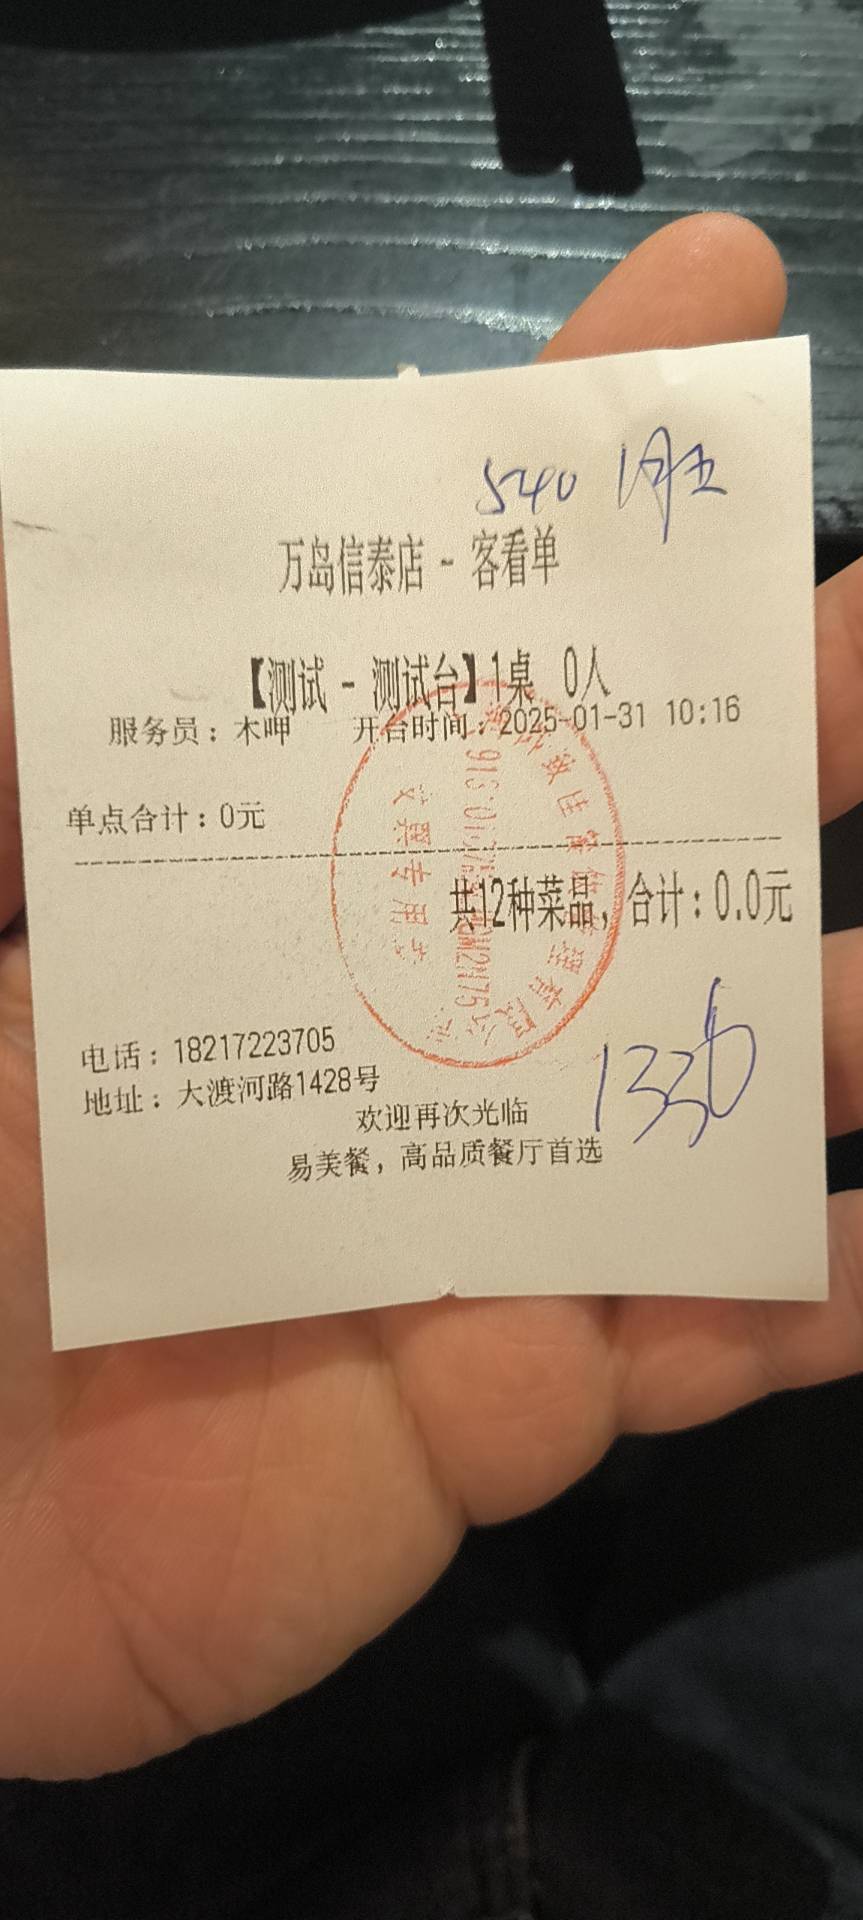 540
万岛信泰店 - 客看单
【测试 - 测试台】1桌 0人
服务员：木呷 开台时间：2025-01-31 10:16
单点合计：0元
共12种菜品，合计：0.0元
电话：18217223705
地址：大渡河路1428号
欢迎再次光临
易美餐，高品质餐厅首选